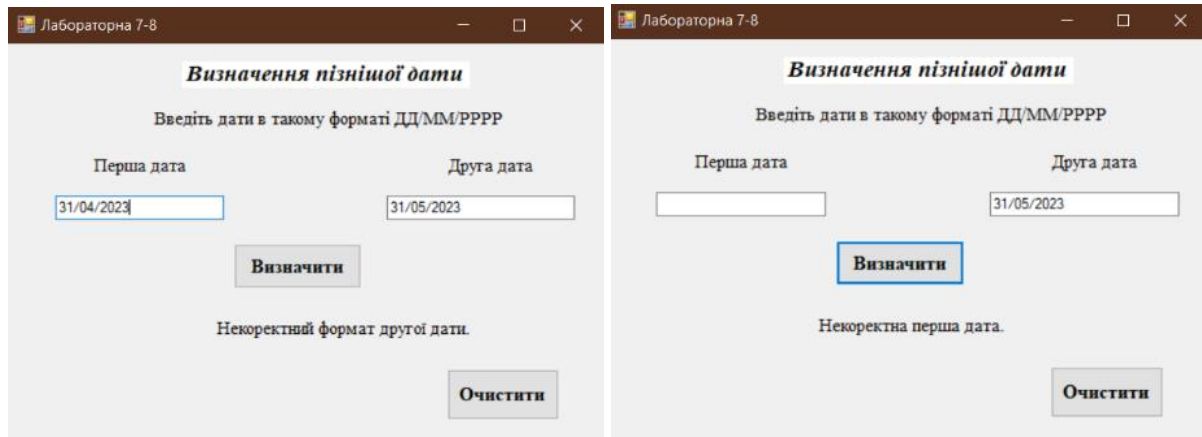 Лабораторна 7-8
Визначення пізнішої дати
Введіть дати в такому форматі ДД/ММ/РРРР
Перша дата Друга дата
31/04/2023 31/05/2023
Визначити
Некоректний формат другої дати.
Очистити
Лабораторна 7-8
Визначення пізнішої дати
Введіть дати в такому форматі ДД/ММ/РРРР
Перша дата Друга дата
31/05/2023
Визначити
Некоректна перша дата.
Очистити